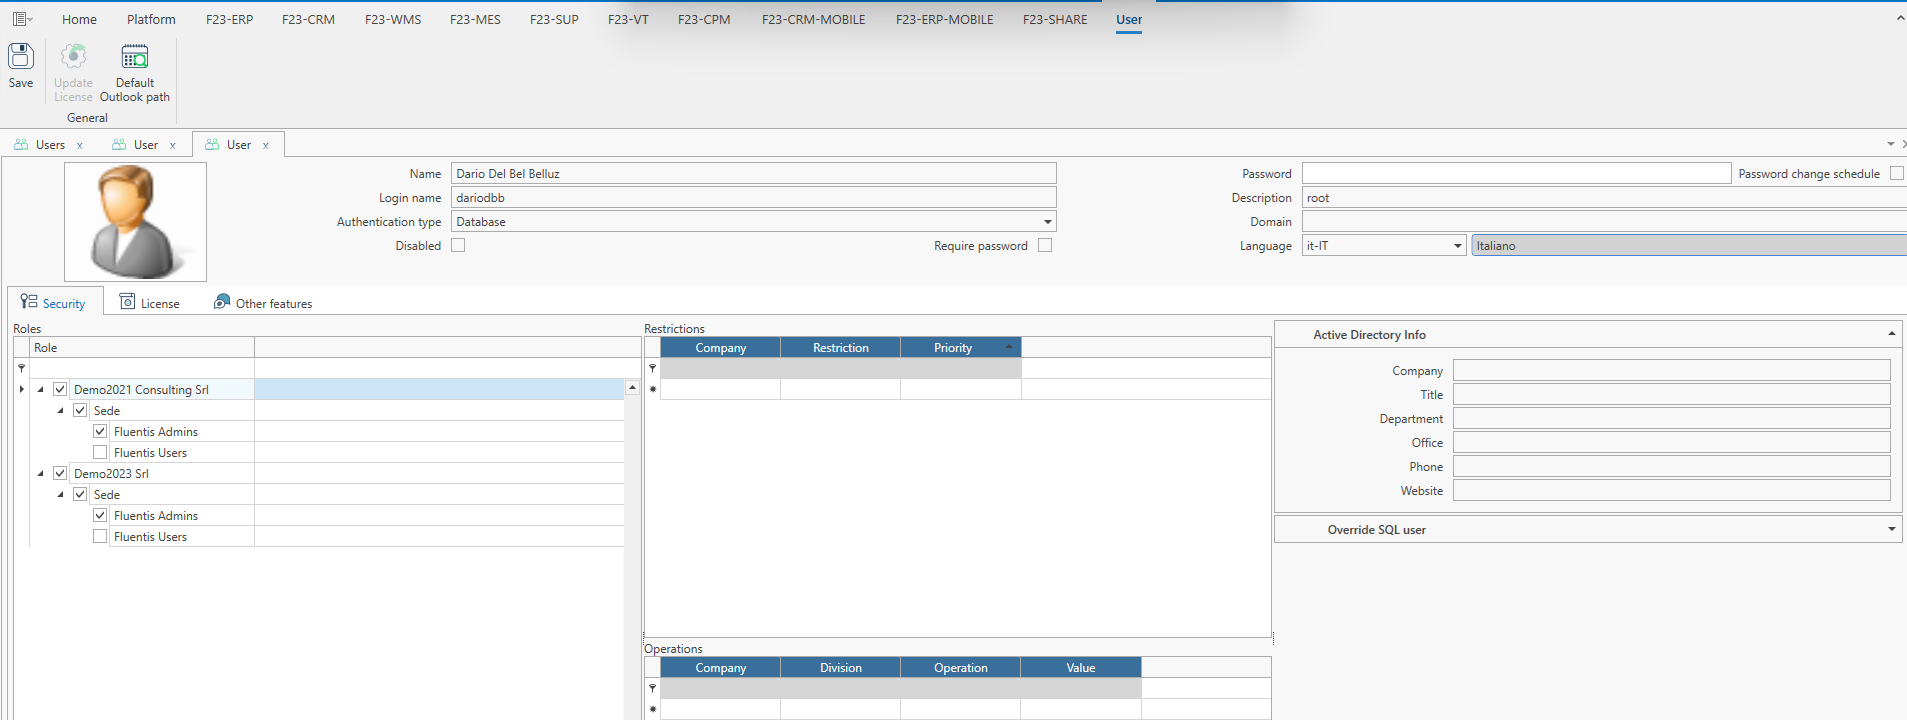 Home Platform F23-ERP F23-CRM F23-WMS F23-MES F23-SUP F23-VT F23-CPM F23-CRM-MOBILE F23-ERP-MOBILE F23-SHARE User
Save
Update License
Default Outlook path
General
Users x User x User x
Name Dario Del Bel Belluz Password Password change schedule
Login name dariodbb Description root
Authentication type Database Domain
Disabled Require password Language it-IT Italiano
Security License Other features
Roles
Role
Demo2021 Consulting Srl
Sede
Fluentis Admins
Fluentis Users
Demo2023 Srl
Sede
Fluentis Admins
Fluentis Users
Restrictions
Company Restriction Priority
Operations
Company Division Operation Value
Active Directory Info
Company
Title
Department
Office
Phone
Website
Override SQL user